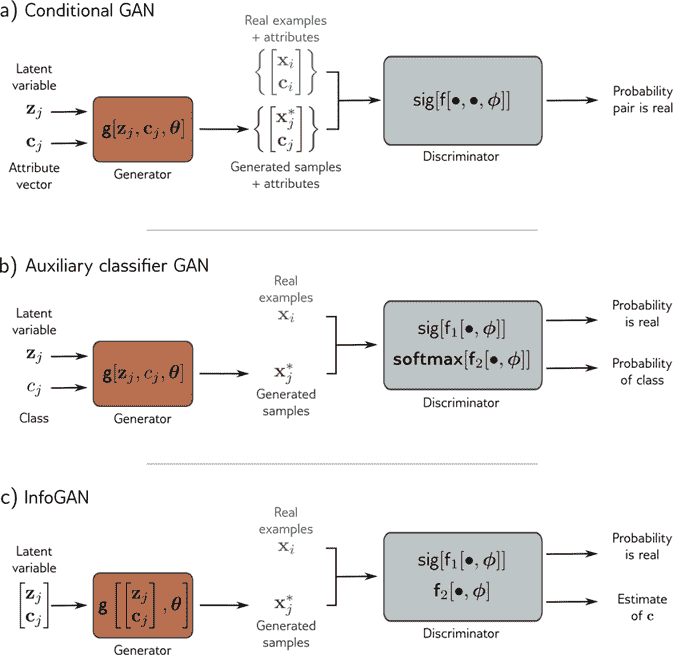 a) Conditional GAN
Latent
variable
z_j
c_j
Attribute
vector
g[z_j, c_j, θ]
Generator
Real examples
+ attributes
{[x_i
c_i]}
{[x_j^*
c_j]}
Generated samples
+ attributes
sig[f[•, •, ϕ]]
Discriminator
Probability
pair is real
b) Auxiliary classifier GAN
Latent
variable
z_j
c_j
Class
g[z_j, c_j, θ]
Generator
Real
examples
x_i
x_j^*
Generated
samples
sig[f_1[•, ϕ]]
softmax[f_2[•, ϕ]]
Discriminator
Probability
is real
Probability
of class
c) InfoGAN
Latent
variable
[z_j
c_j]
g [[z_j
c_j], θ]
Generator
Real
examples
x_i
x_j^*
Generated
samples
sig[f_1[•, ϕ]]
f_2[•, ϕ]
Discriminator
Probability
is real
Estimate
of c